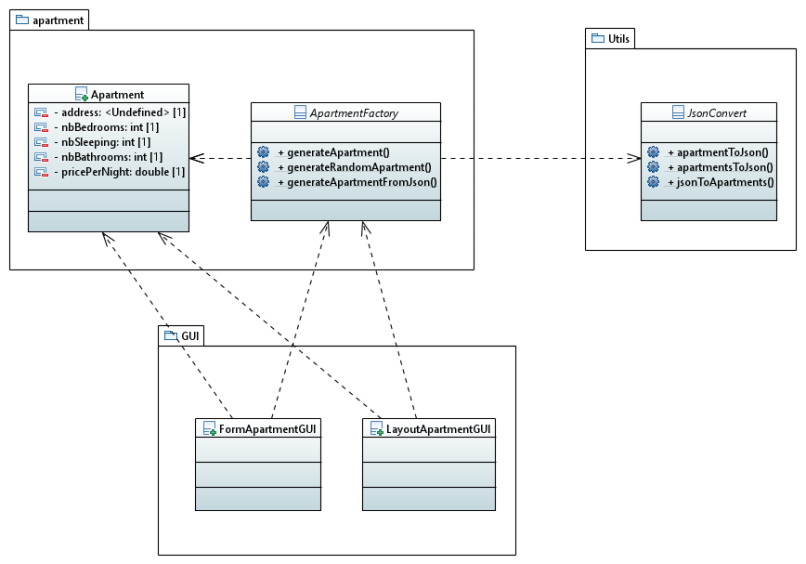 apartment
Apartment
- address: <Undefined> [1]
- nbBedrooms: int [1]
- nbSleeping: int [1]
- nbBathrooms: int [1]
- pricePerNight: double [1]
ApartmentFactory
+ generateApartment()
+ generateRandomApartment()
+ generateApartmentFromJson()
Utils
JsonConvert
+ apartmentToJson()
+ apartmentsToJson()
+ jsonToApartments()
GUI
FormApartmentGUI
LayoutApartmentGUI